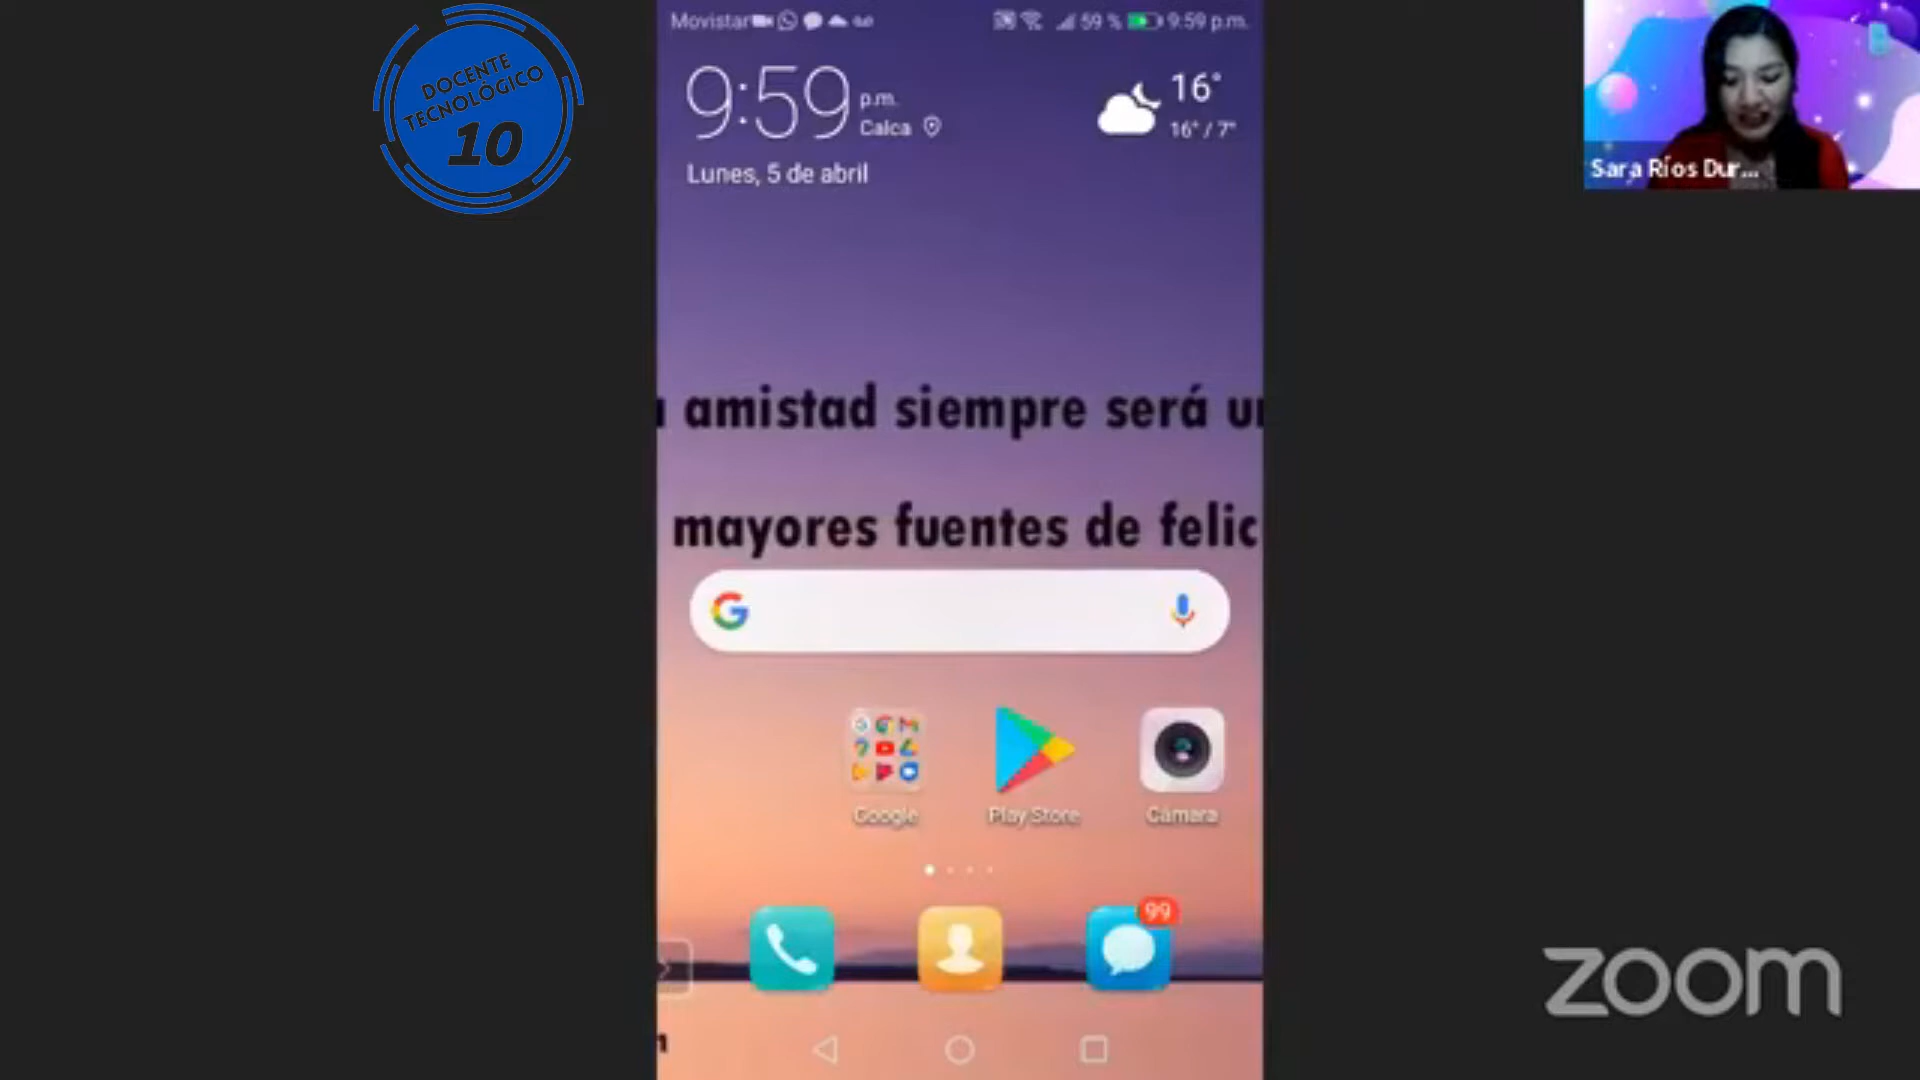 DOCENTE
TECNOLÓGICO
10
Movistar 59 % 9:59 p.m.
9:59 p.m.
Calca
16°
16° / 7°
Lunes, 5 de abril
amistad siempre será
mayores fuentes de felic
G
Google Play Store Cámara
99
Sara Ríos Dur...
zoom